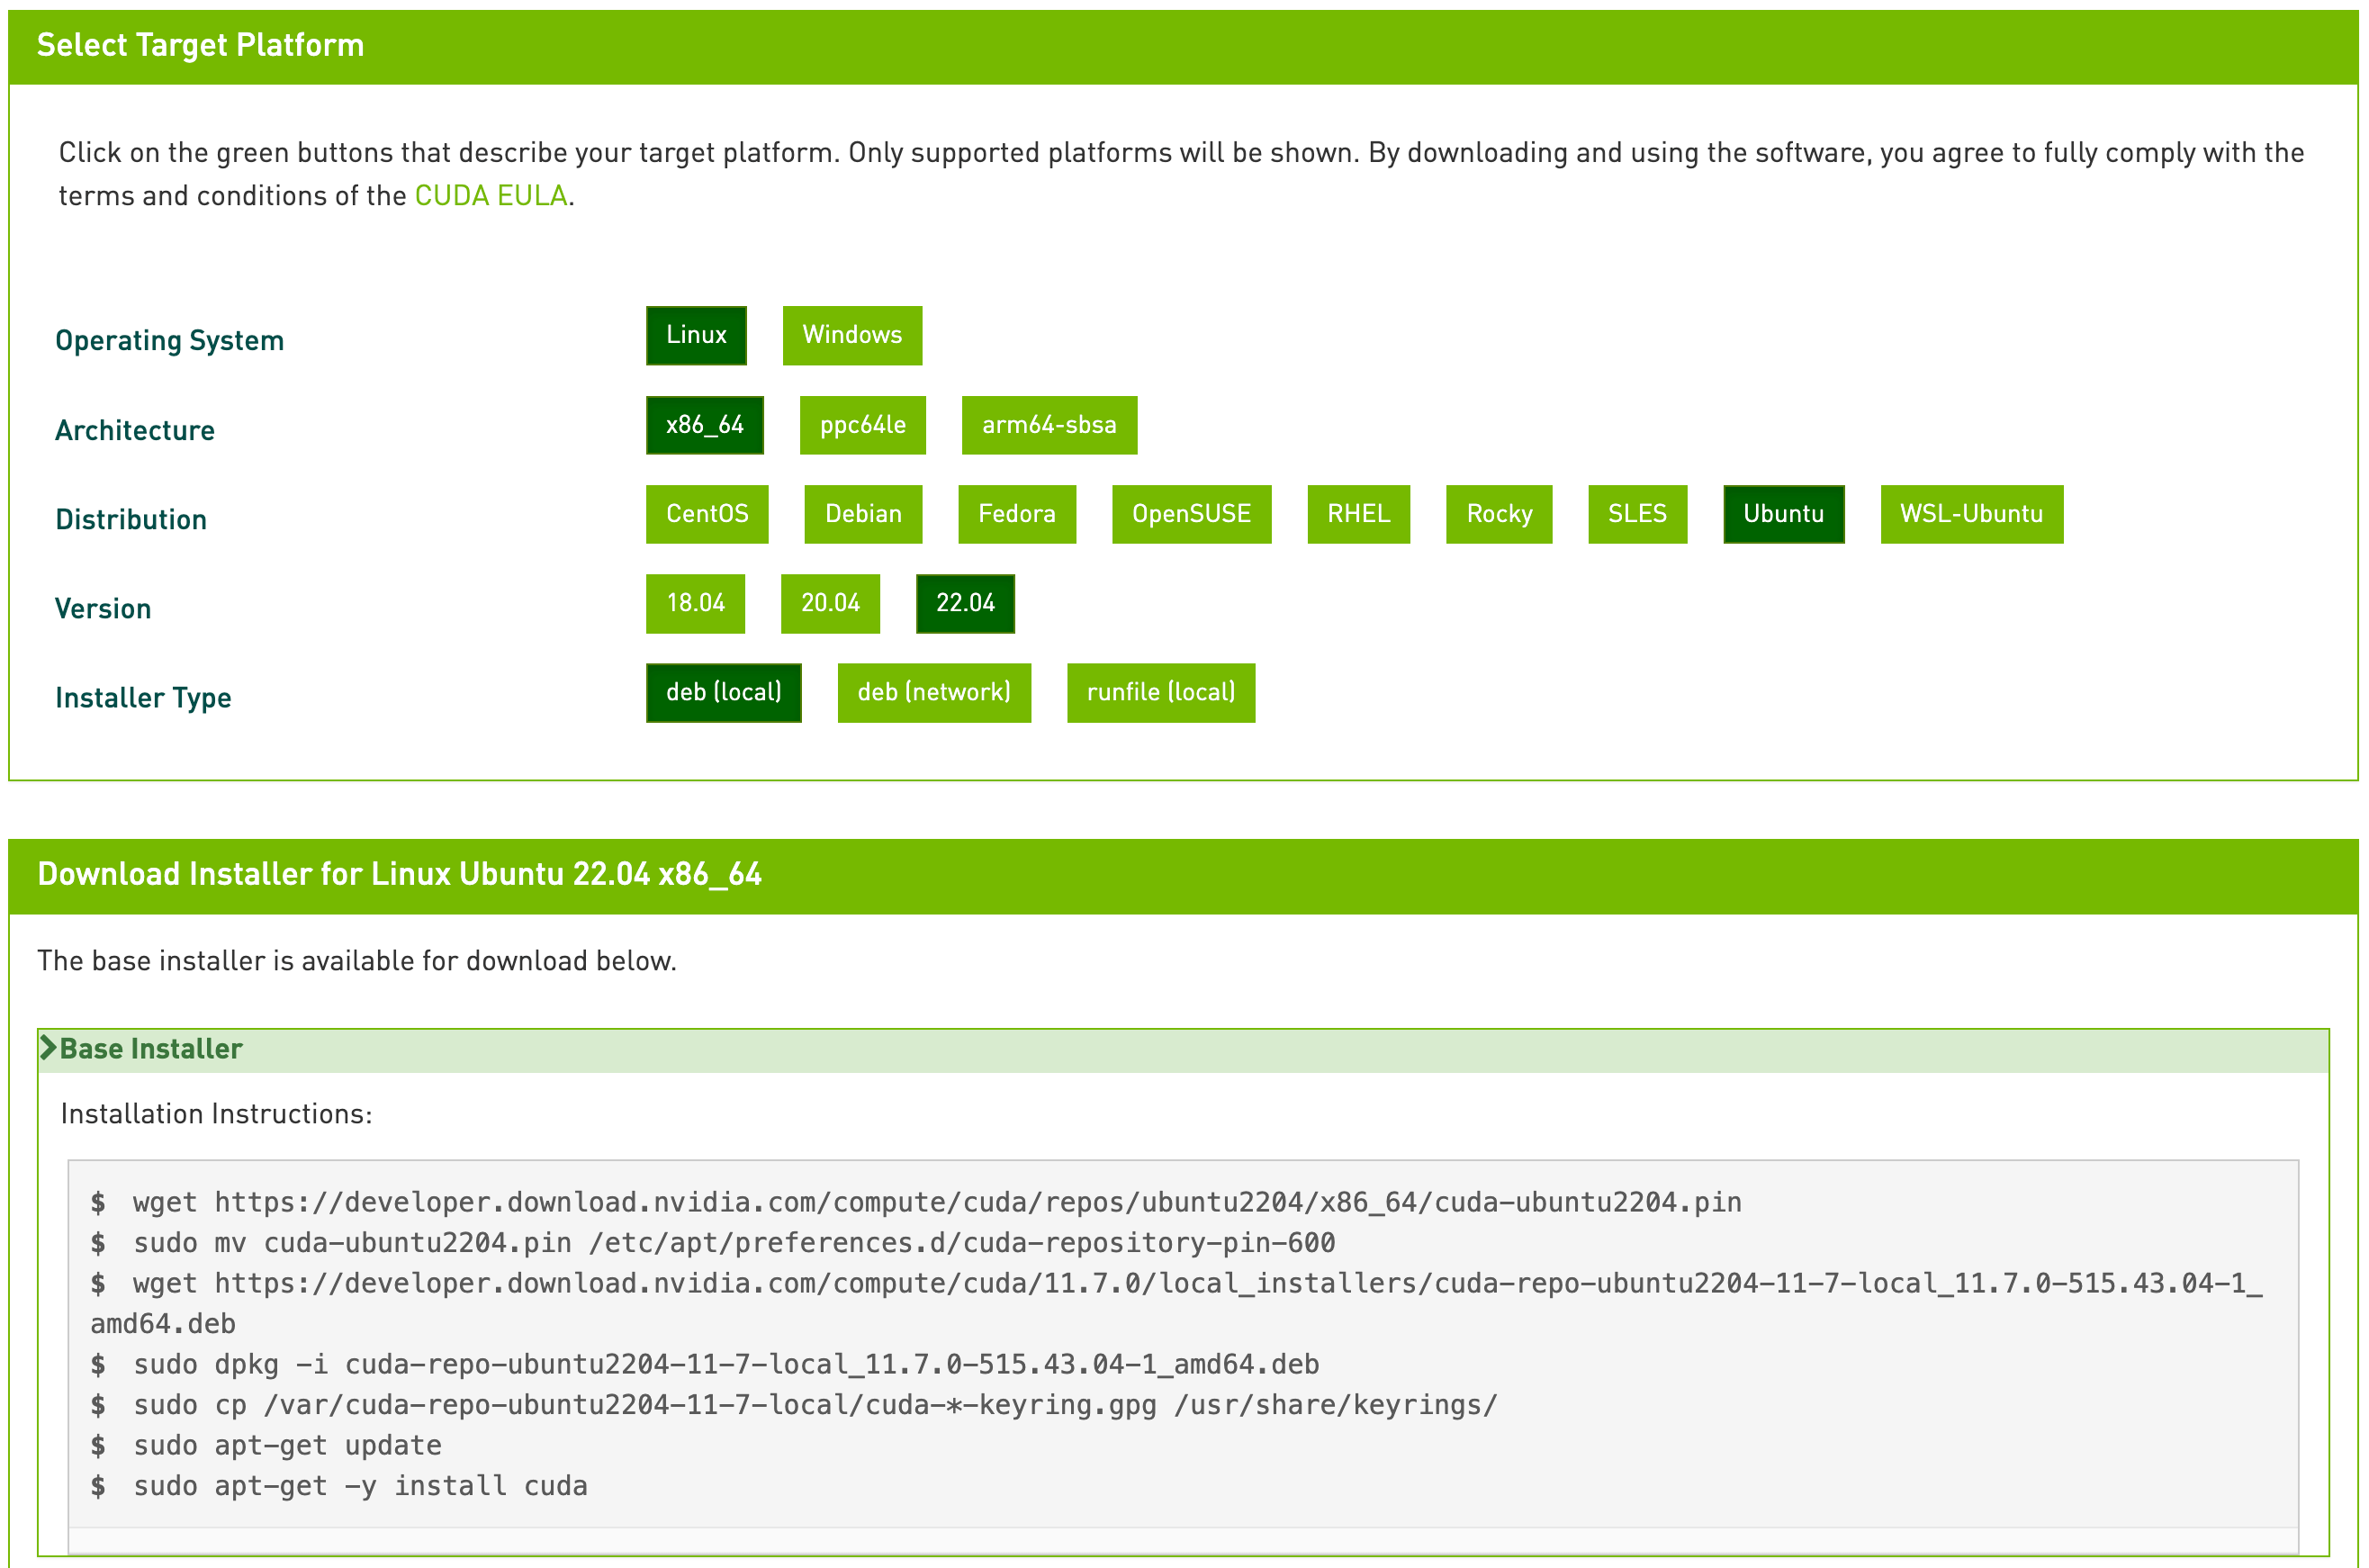 Select Target Platform
Click on the green buttons that describe your target platform. Only supported platforms will be shown. By downloading and using the software, you agree to fully comply with the
terms and conditions of the CUDA EULA.
Operating System Linux Windows
Architecture x86_64 ppc64le arm64-sbsa
Distribution CentOS Debian Fedora OpenSUSE RHEL Rocky SLES Ubuntu WSL-Ubuntu
Version 18.04 20.04 22.04
Installer Type deb (local) deb (network) runfile (local)
Download Installer for Linux Ubuntu 22.04 x86_64
The base installer is available for download below.
Base Installer
Installation Instructions:
$ wget https://developer.download.nvidia.com/compute/cuda/repos/ubuntu2204/x86_64/cuda-ubuntu2204.pin
$ sudo mv cuda-ubuntu2204.pin /etc/apt/preferences.d/cuda-repository-pin-600
$ wget https://developer.download.nvidia.com/compute/cuda/11.7.0/local_installers/cuda-repo-ubuntu2204-11-7-local_11.7.0-515.43.04-1_
amd64.deb
$ sudo dpkg -i cuda-repo-ubuntu2204-11-7-local_11.7.0-515.43.04-1_amd64.deb
$ sudo cp /var/cuda-repo-ubuntu2204-11-7-local/cuda-*-keyring.gpg /usr/share/keyrings/
$ sudo apt-get update
$ sudo apt-get -y install cuda